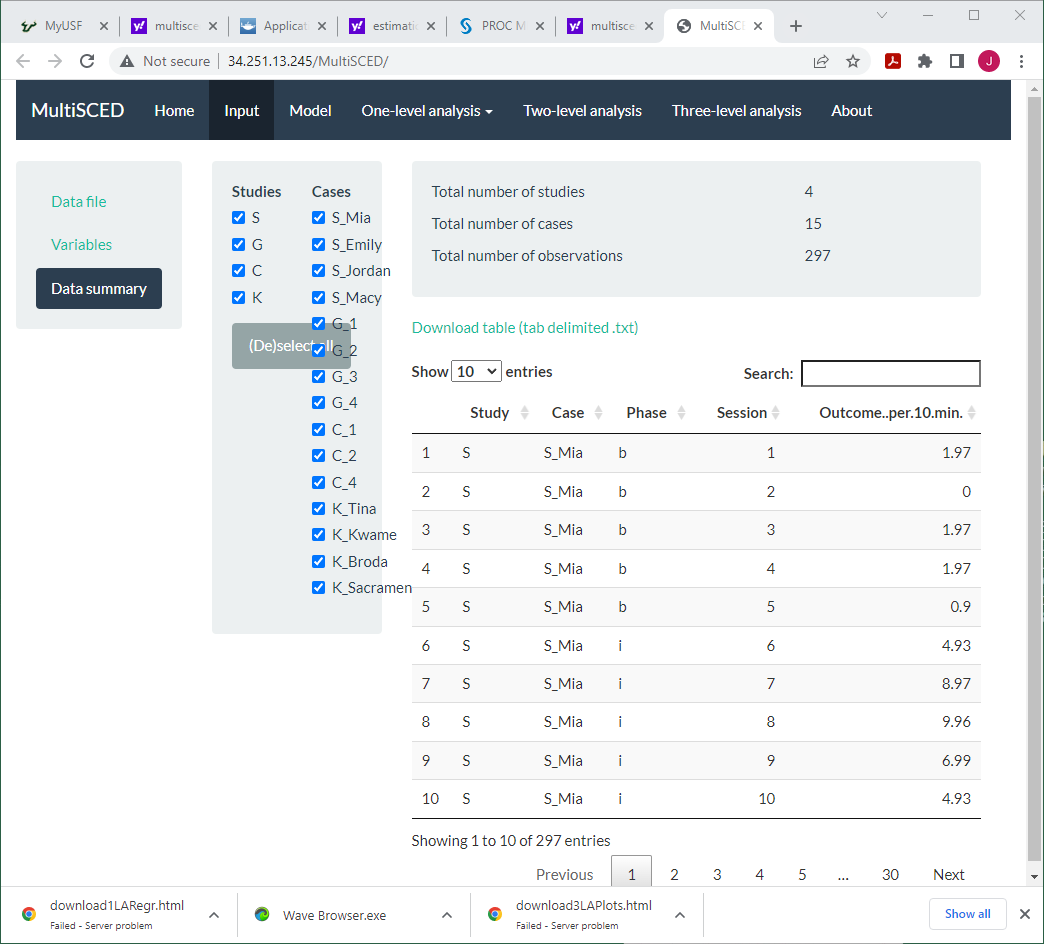 MyUSF
multisce
Applicat
estimati
PROC M
multisce
MultiSCE
Not secure
34.251.13.245/MultiSCED/
J
MultiSCED Home Input Model One-level analysis Two-level analysis Three-level analysis About
Data file
Variables
Data summary
Studies Cases
S S_Mia
G S_Emily
C S_Jordan
K S_Macy
(De)select all
G_1
G_2
G_3
G_4
C_1
C_2
C_4
K_Tina
K_Kwame
K_Broda
K_Sacramen
Total number of studies 4
Total number of cases 15
Total number of observations 297
Download table (tab delimited .txt)
Show 10 entries Search:
Study Case Phase Session Outcome..per.10.min.
1 S S_Mia b 1 1.97
2 S S_Mia b 2 0
3 S S_Mia b 3 1.97
4 S S_Mia b 4 1.97
5 S S_Mia b 5 0.9
6 S S_Mia i 6 4.93
7 S S_Mia i 7 8.97
8 S S_Mia i 8 9.96
9 S S_Mia i 9 6.99
10 S S_Mia i 10 4.93
Showing 1 to 10 of 297 entries
Previous 1 2 3 4 5 ... 30 Next
download1LARegr.html
Failed - Server problem
Wave Browser.exe
download3LAPlots.html
Failed - Server problem
Show all